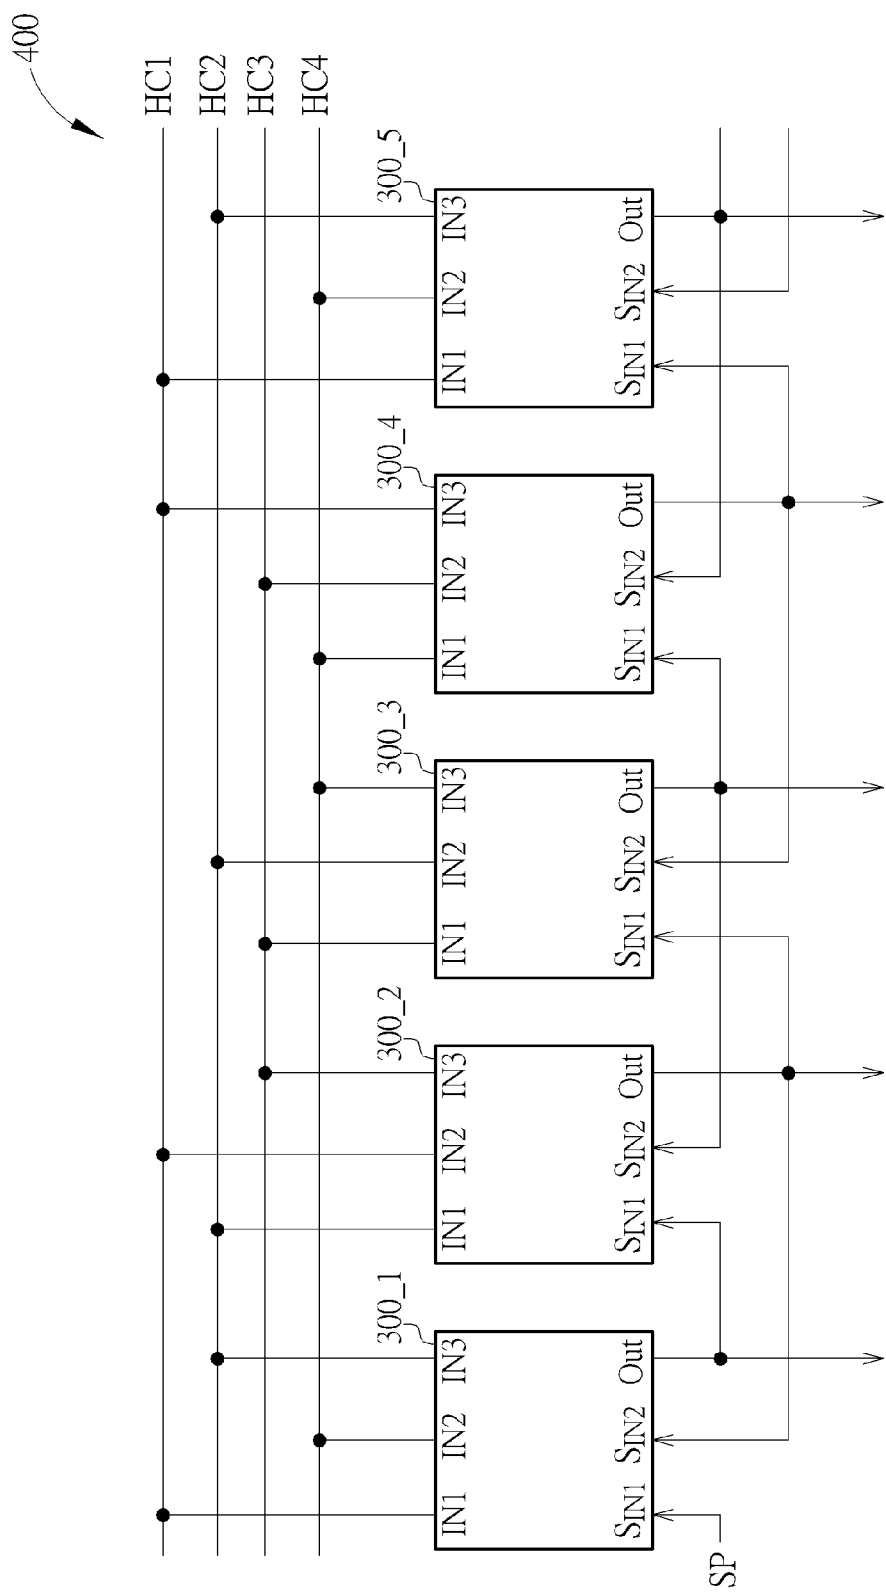 400
HC1
HC2
HC3
HC4
300_1
300_2
300_3
300_4
300_5
IN1 IN2 IN3
IN1 IN2 IN3
IN1 IN2 IN3
IN1 IN2 IN3
IN1 IN2 IN3
SIN1 SIN2 Out
SIN1 SIN2 Out
SIN1 SIN2 Out
SIN1 SIN2 Out
SIN1 SIN2 Out
SP